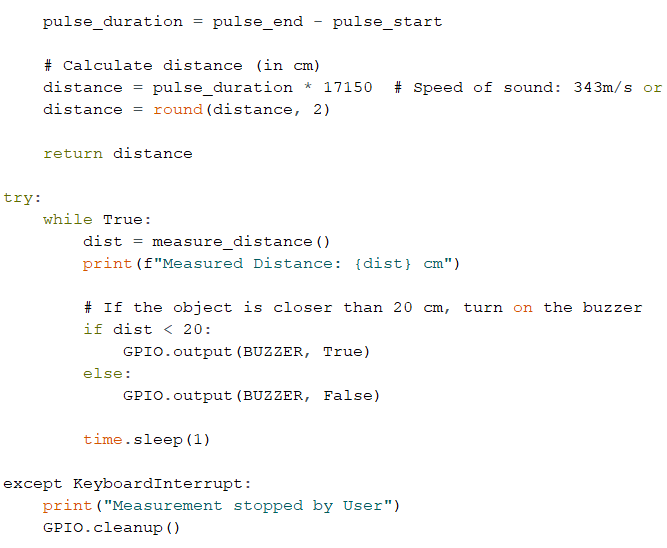 pulse_duration = pulse_end - pulse_start

    # Calculate distance (in cm)
    distance = pulse_duration * 17150  # Speed of sound: 343m/s or
    distance = round(distance, 2)

    return distance

try:
    while True:
        dist = measure_distance()
        print(f"Measured Distance: {dist} cm")

        # If the object is closer than 20 cm, turn on the buzzer
        if dist < 20:
            GPIO.output(BUZZER, True)
        else:
            GPIO.output(BUZZER, False)

        time.sleep(1)

except KeyboardInterrupt:
    print("Measurement stopped by User")
    GPIO.cleanup()